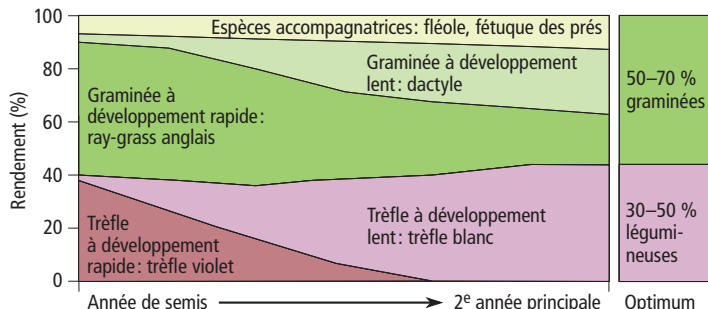 Rendement (%)
100
80
60
40
20
0
Espèces accompagnatrices: fléole, fétuque des prés
Graminée à développement
lent: dactyle
Graminée à
développement rapide:
ray-grass anglais
Trèfle à développement
lent: trèfle blanc
Trèfle
à développement
rapide: trèfle violet
50–70 %
graminées
30–50 %
légumi-
neuses
Année de semis
2e année principale
Optimum